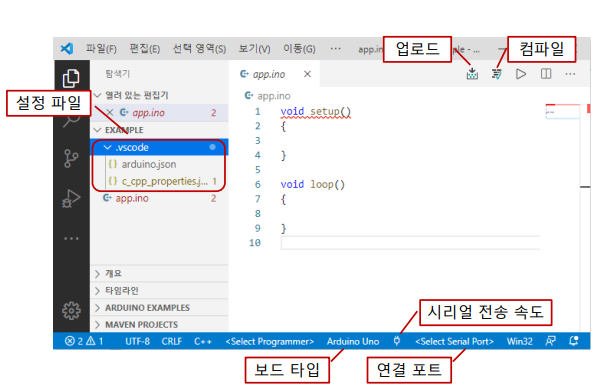 업로드
컴파일
파일(F) 편집(E) 선택 영역(S) 보기(V) 이동(G) ··· app.in
탐색기
app.ino
열려 있는 편집기
설정 파일
app.ino 2
EXAMPLE
.vscode
{} arduino.json
{} c_cpp_properties.j... 1
app.ino 2
app.ino
1 void setup()
2 {
3
4 }
5
6 void loop()
7 {
8
9 }
10
개요
타임라인
ARDUINO EXAMPLES
MAVEN PROJECTS
시리얼 전송 속도
2 1 UTF-8 CRLF C++ <Select Programmer> Arduino Uno <Select Serial Port> Win32
보드 타입
연결 포트